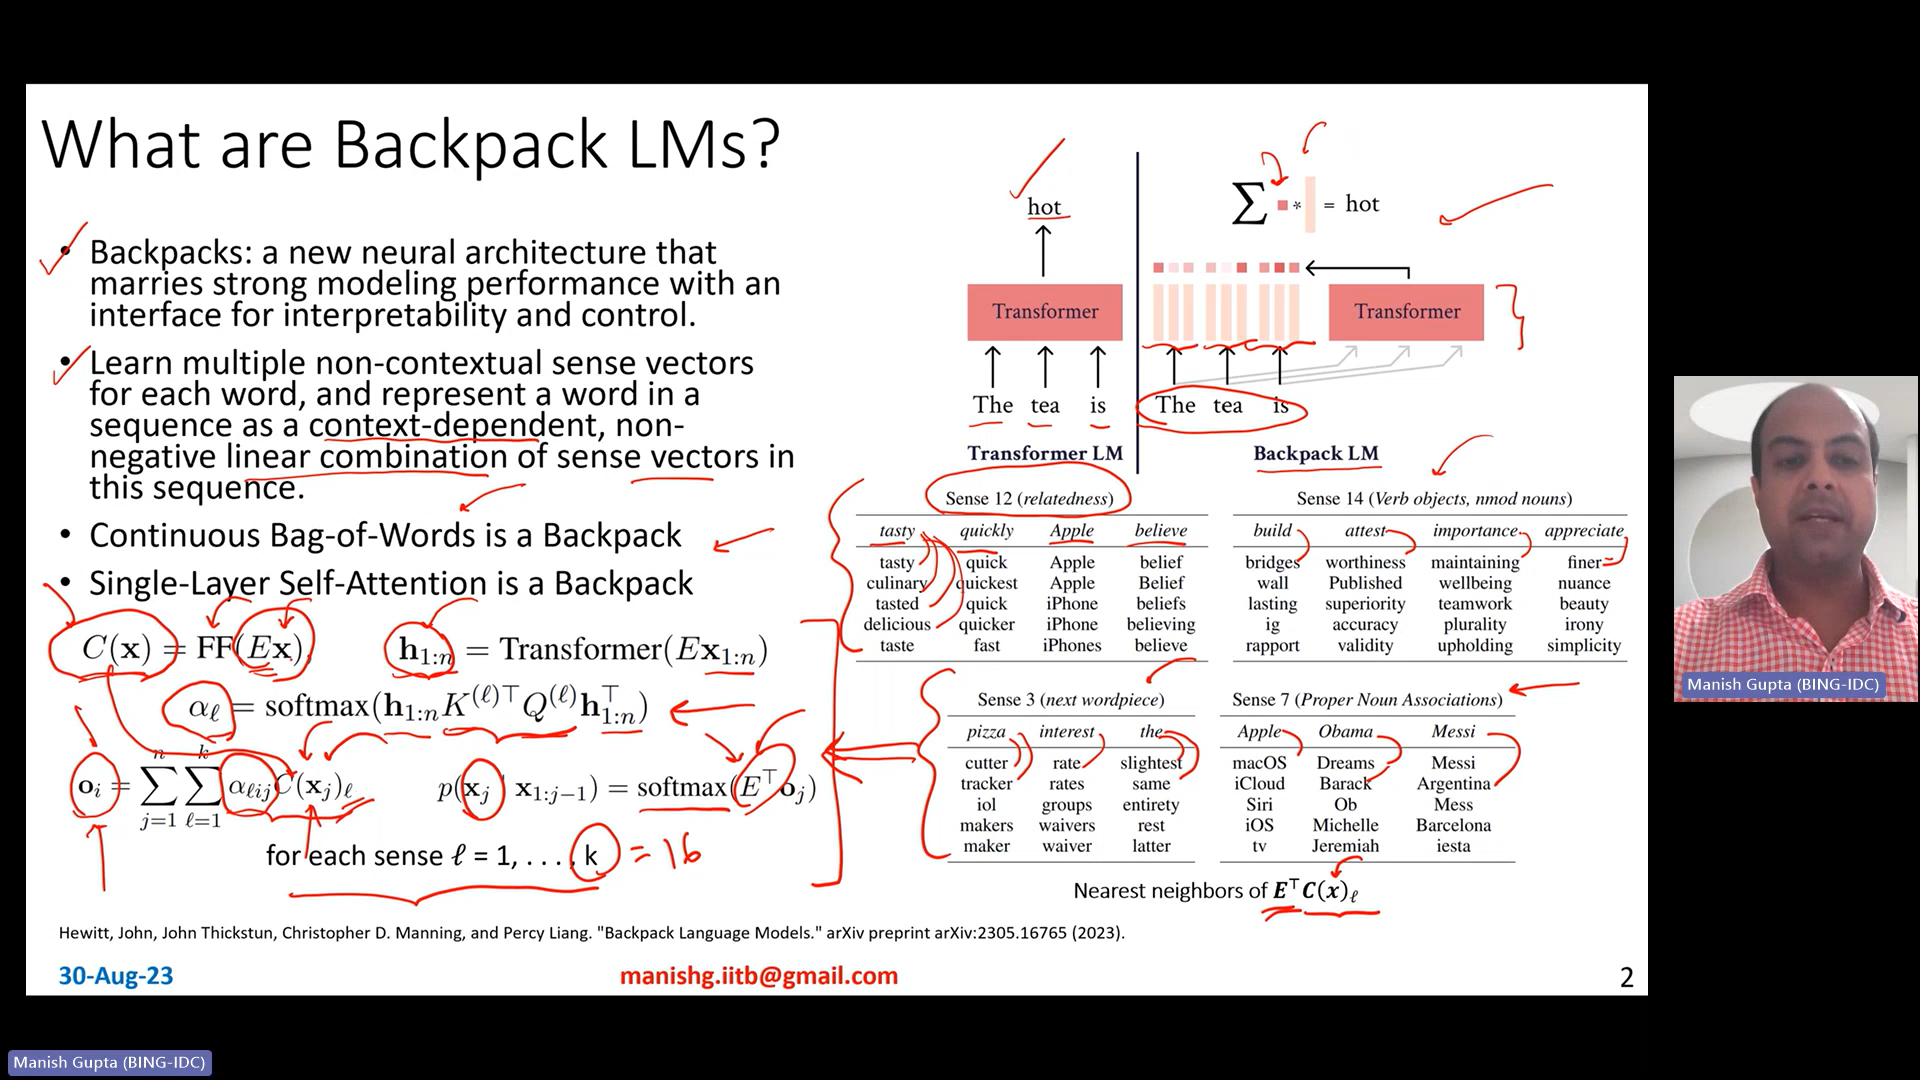 What are Backpack LMs?
• Backpacks: a new neural architecture that
marries strong modeling performance with an
interface for interpretability and control.
• Learn multiple non-contextual sense vectors
for each word, and represent a word in a
sequence as a context-dependent, non-
negative linear combination of sense vectors in
this sequence.
• Continuous Bag-of-Words is a Backpack
• Single-Layer Self-Attention is a Backpack
C(x) = FF(Ex), h₁:ₙ = Transformer(Ex₁:ₙ)
αℓ = softmax(h₁:ₙK^(ℓ)⊤ Q^(ℓ)h⊤₁:ₙ)
oᵢ = ∑ⁿⱼ₌₁ ∑ᵏℓ₌₁ αℓᵢⱼ C(xⱼ)ℓ p(xⱼ | x₁:ⱼ₋₁) = softmax(E⊤oⱼ)
for each sense ℓ = 1, . . . , k = 16
hot
Transformer
The tea is
Transformer LM
∑ * = hot
Transformer
The tea is
Backpack LM
Sense 12 (relatedness)
tasty quickly Apple believe
tasty quick Apple belief
culinary quickest Apple Belief
tasted quick iPhone beliefs
delicious quicker iPhone believing
taste fast iPhones believe
Sense 14 (Verb objects, nmod nouns)
build attest importance appreciate
bridges worthiness maintaining finer
wall Published wellbeing nuance
lasting superiority teamwork beauty
ig accuracy plurality irony
rapport validity upholding simplicity
Sense 3 (next wordpiece)
pizza interest the
cutter rate slightest
tracker rates same
iol groups entirety
makers waivers rest
maker waiver latter
Sense 7 (Proper Noun Associations)
Apple Obama Messi
macOS Dreams Messi
iCloud Barack Argentina
Siri Ob Mess
iOS Michelle Barcelona
tv Jeremiah iesta
Nearest neighbors of E⊤C(x)ℓ
Hewitt, John, John Thickstun, Christopher D. Manning, and Percy Liang. "Backpack Language Models." arXiv preprint arXiv:2305.16765 (2023).
30-Aug-23
manishg.iitb@gmail.com
2
Manish Gupta (BING-IDC)
Manish Gupta (BING-IDC)